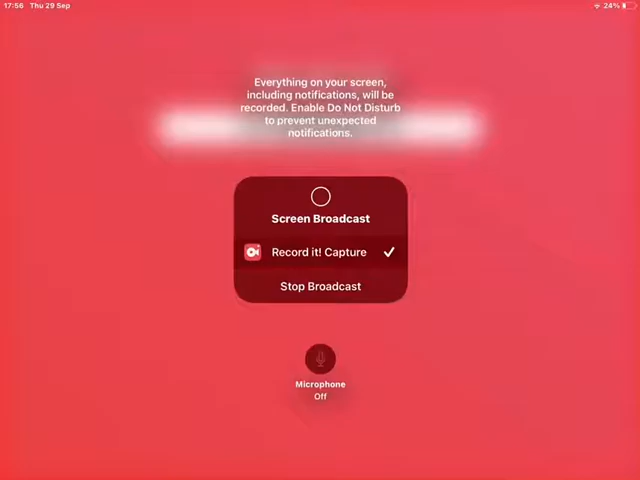 17:56 Thu 29 Sep
24%
Everything on your screen,
including notifications, will be
recorded. Enable Do Not Disturb
to prevent unexpected
notifications.
Screen Broadcast
Record it! Capture
Stop Broadcast
Microphone
Off